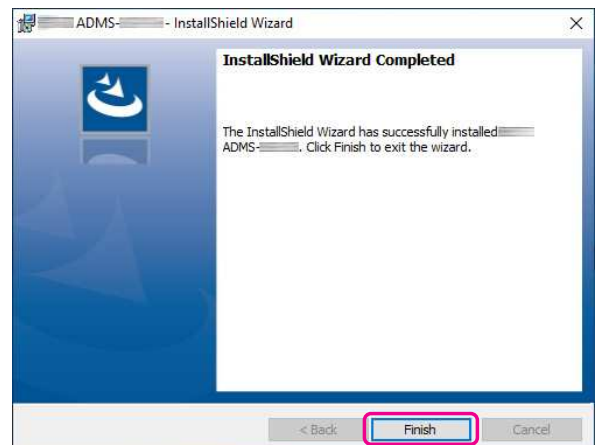 ADMS- - InstallShield Wizard
InstallShield Wizard Completed
The InstallShield Wizard has successfully installed
ADMS- . Click Finish to exit the wizard.
< Back Finish Cancel